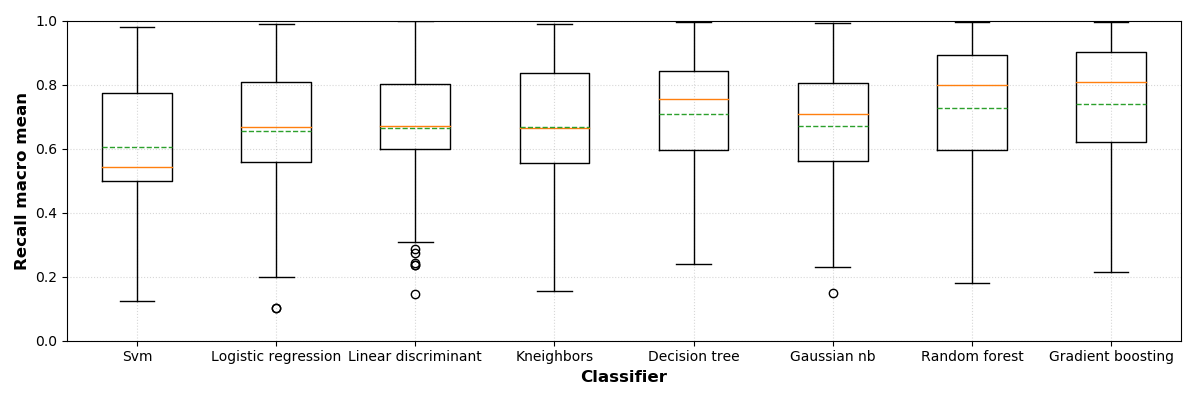 Recall macro mean
1.0
0.8
0.6
0.4
0.2
0.0
Svm Logistic regression Linear discriminant Kneighbors Decision tree Gaussian nb Random forest Gradient boosting
Classifier